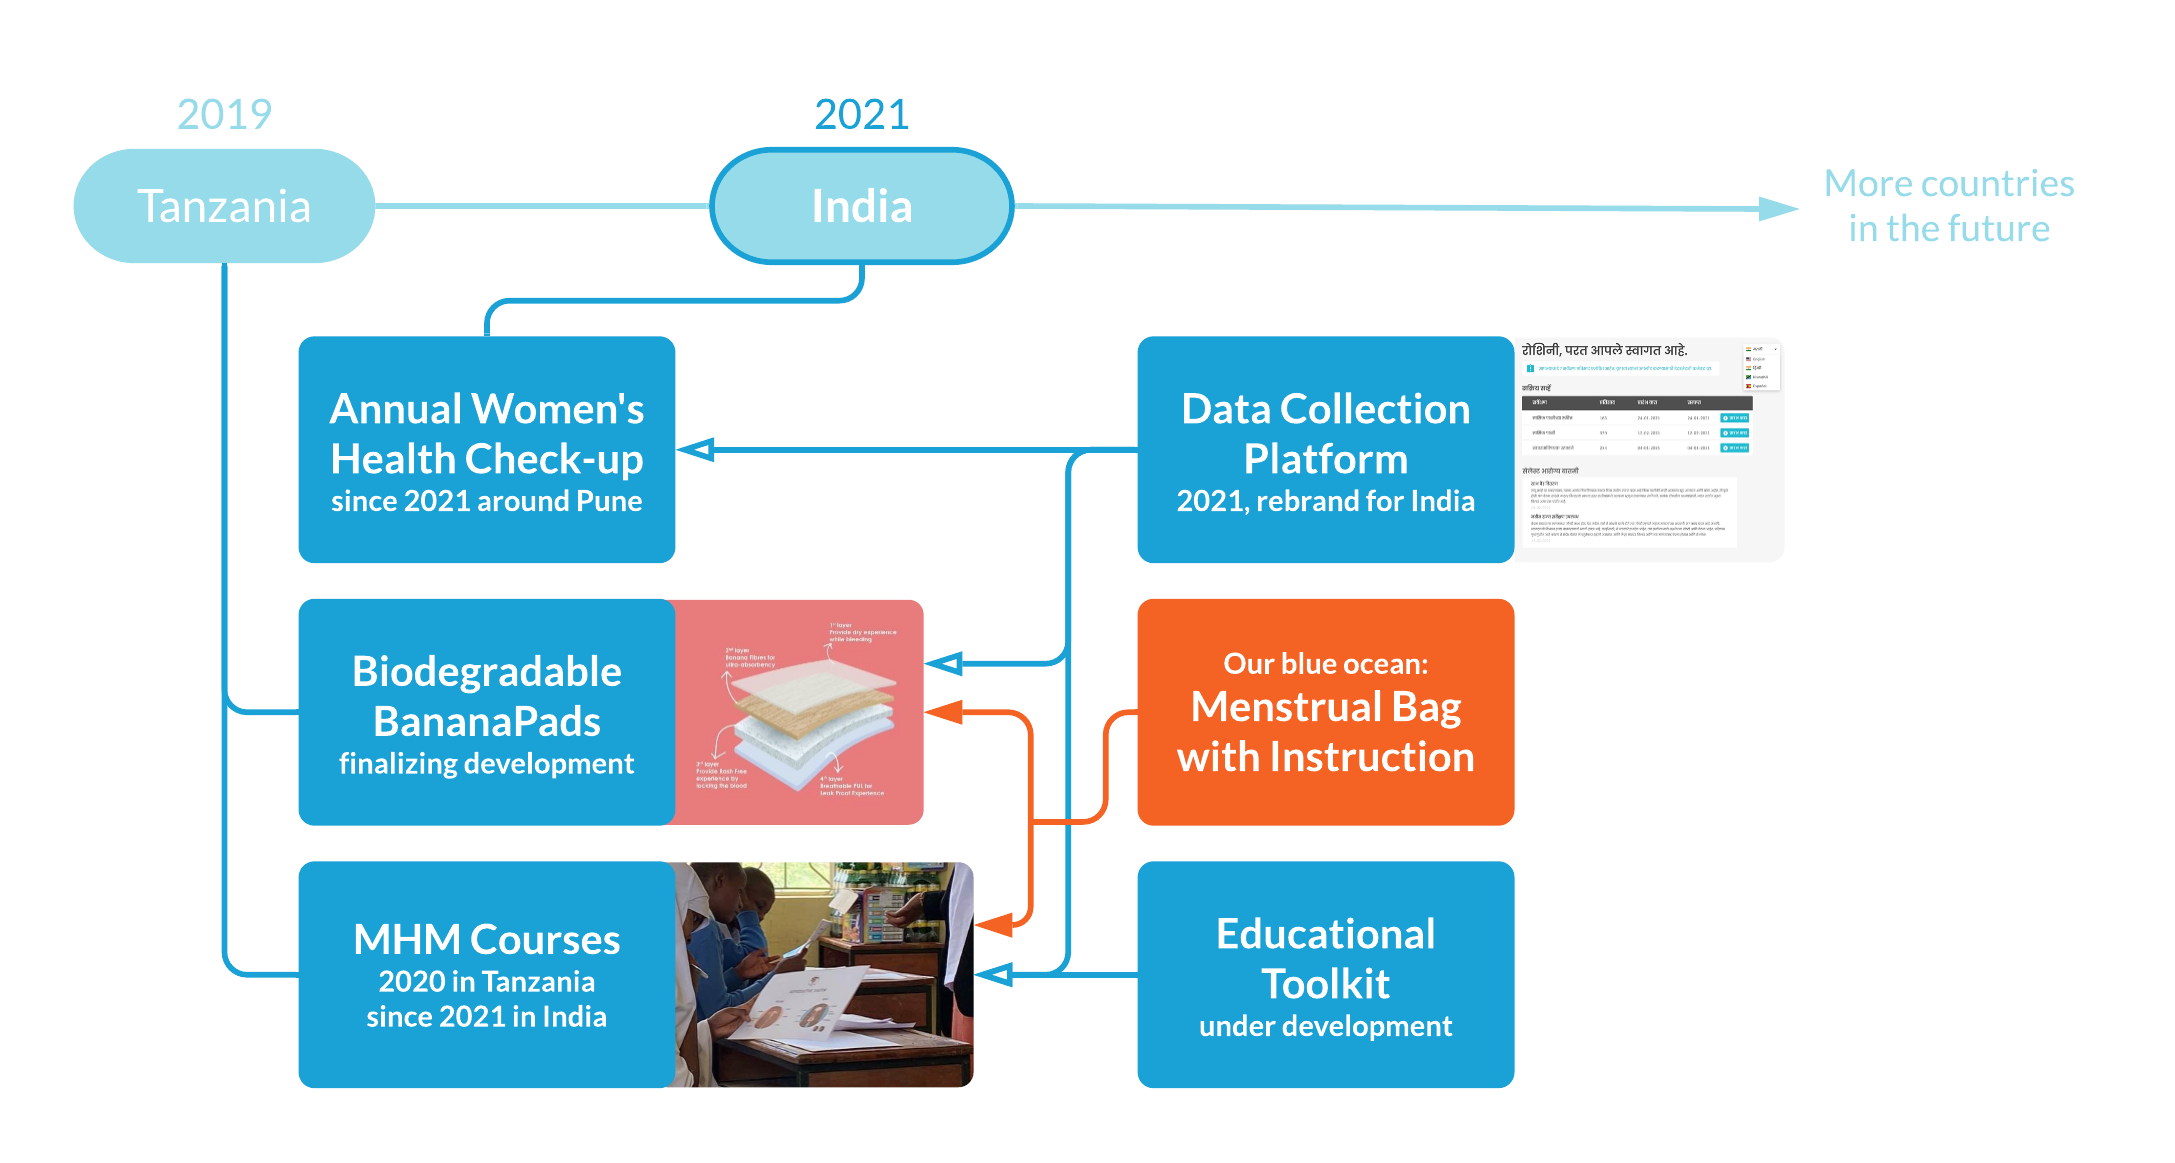 2019
2021
Tanzania
India
More countries
in the future
Annual Women's
Health Check-up
since 2021 around Pune
Data Collection
Platform
2021, rebrand for India
रोशिनी, परत आपले स्वागत आहे.
English
हिंदी
Español
Biodegradable
BananaPads
finalizing development
1st layer
Provide dry experience
while bleeding
2nd layer
Banana Fibres for
ultra-absorbency
3rd layer
Provide Rash Free
experience by
locking the blood
4th layer
Breathable PUL for
Leak Proof Experience
Our blue ocean:
Menstrual Bag
with Instruction
MHM Courses
2020 in Tanzania
since 2021 in India
Educational
Toolkit
under development